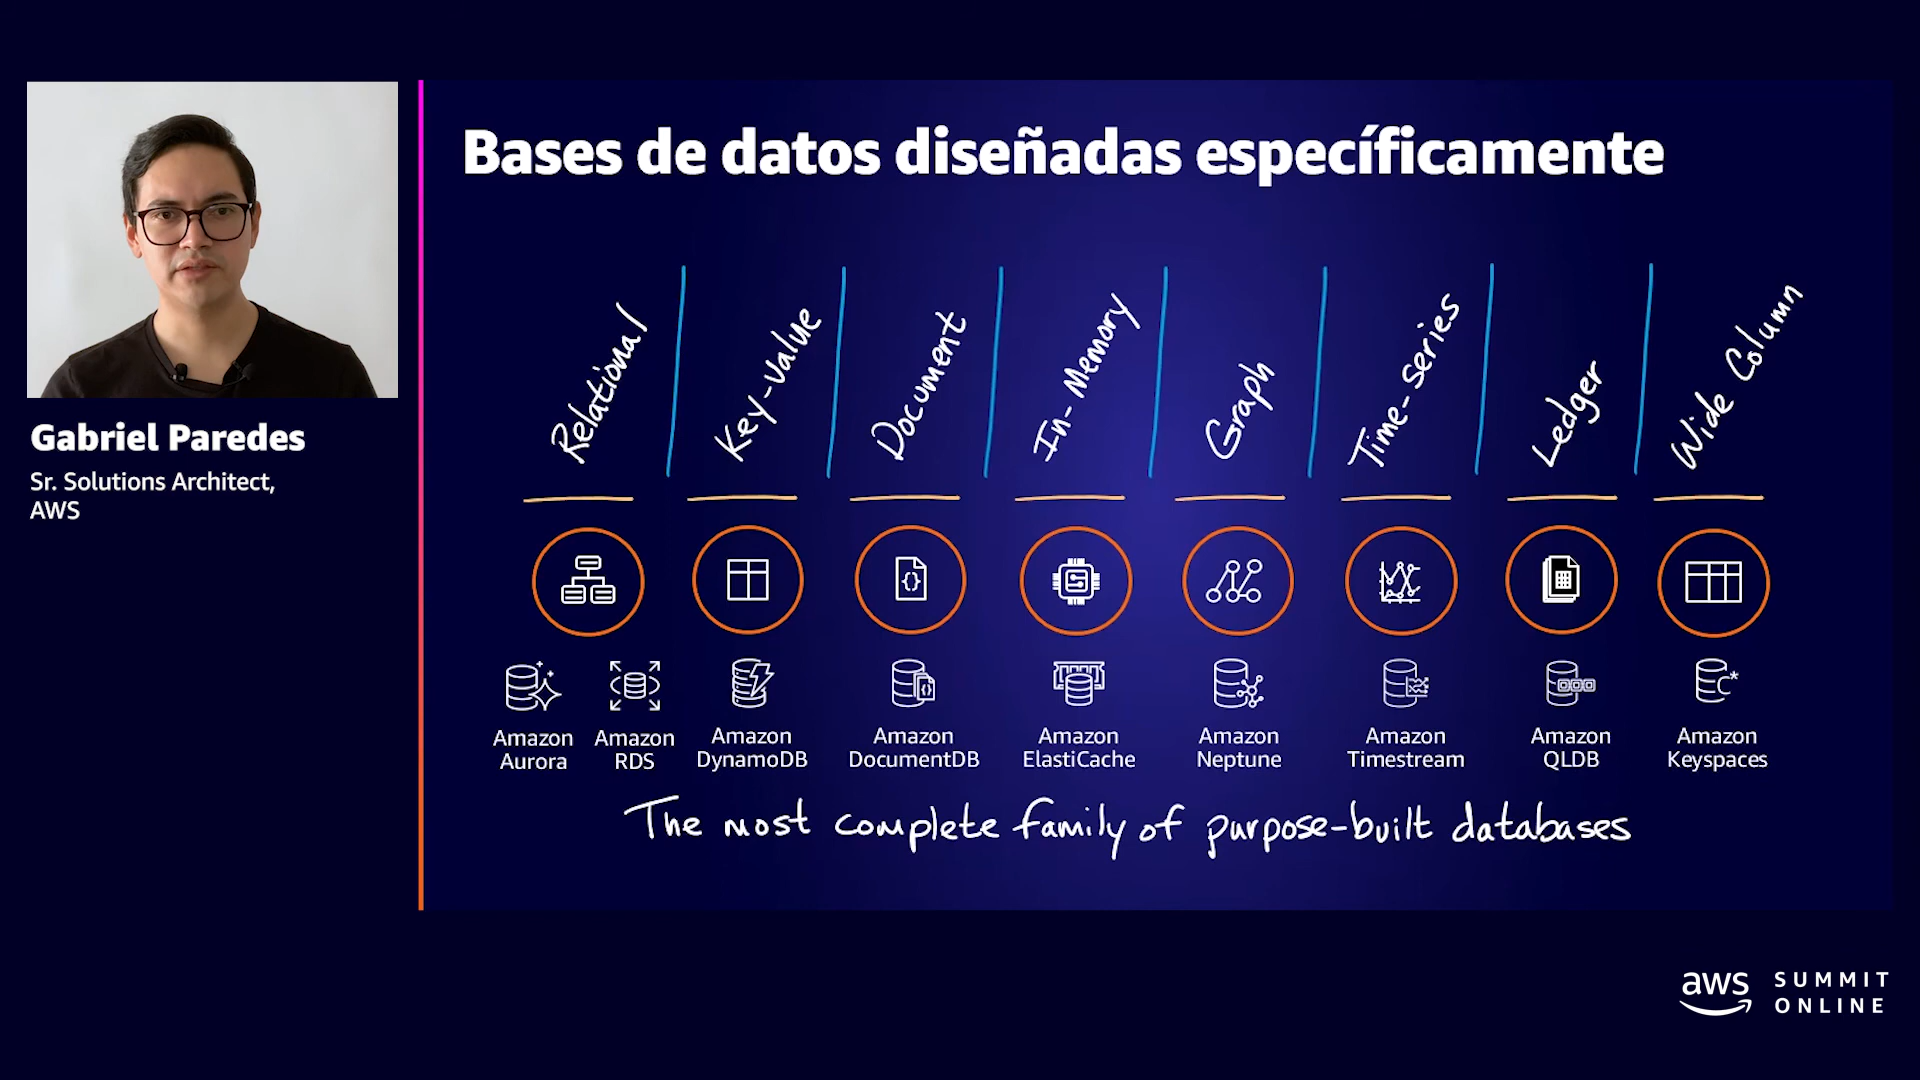 Gabriel Paredes
Sr. Solutions Architect,
AWS
Bases de datos diseñadas específicamente
Relational
Key-Value
Document
In-Memory
Graph
Time-series
Ledger
Wide Column
Amazon Aurora
Amazon RDS
Amazon DynamoDB
Amazon DocumentDB
Amazon ElastiCache
Amazon Neptune
Amazon Timestream
Amazon QLDB
Amazon Keyspaces
The most complete family of purpose-built databases
aws SUMMIT
ONLINE